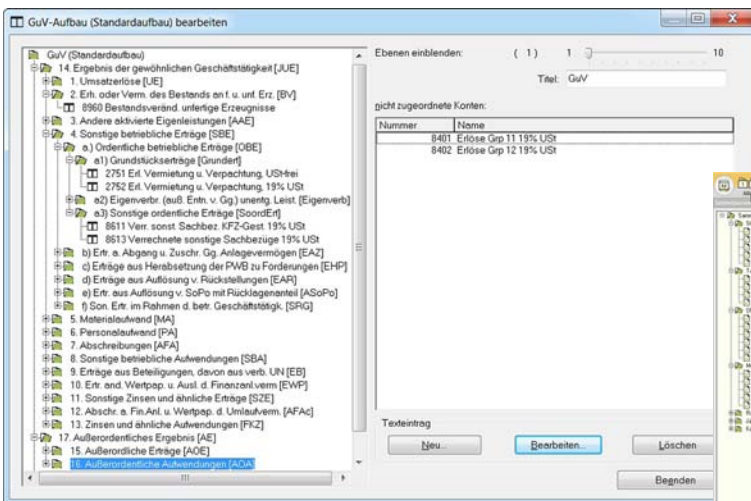 GuV-Aufbau (Standardaufbau) bearbeiten
GuV (Standardaufbau)
14. Ergebnis der gewöhnlichen Geschäftstätigkeit [JUE]
1. Umsatzerlöse [UE]
2. Erh. oder Verm. des Bestands an f. u. unf. Erz. [BV]
8960 Bestandsveränd. unfertige Erzeugnisse
3. Andere aktivierte Eigenleistungen [AAE]
4. Sonstige betriebliche Erträge [SBE]
a.) Ordentliche betriebliche Erträge [OBE]
a1) Grundstückserträge [Grundert]
2751 Erl. Vermietung u. Verpachtung, USt-frei
2752 Erl. Vermietung u. Verpachtung, 19% USt
a2) Eigenverbr. (auß. Entn. v. Gg.) unentg. Leist. [Eigenverb]
a3) Sonstige ordentliche Erträge [SoordErt]
8611 Verr. sonst. Sachbez. KFZ-Gest. 19% USt
8613 Verrechnete sonstige Sachbezüge 19% USt
b) Ertr. a. Abgang u. Zuschr. Gg. Anlagevermögen [EAZ]
c) Erträge aus Herabsetzung der PWB zu Forderungen [EHP]
d) Erträge aus Auflösung v. Rückstellungen [EAR]
e) Ertr. aus Auflösung v. SoPo mit Rücklagenanteil [ASoPo]
f) Son. Ertr. im Rahmen d. betr. Geschäftstätigk. [SRG]
5. Materialaufwand [MA]
6. Personalaufwand [PA]
7. Abschreibungen [AFA]
8. Sonstige betriebliche Aufwendungen [SBA]
9. Erträge aus Beteiligungen, davon aus verb. UN [EB]
10. Ertr. and. Wertpap. u. Ausl. d. Finanzanl.verm [EWP]
11. Sonstige Zinsen und ähnliche Erträge [SZE]
12. Abschr. a. Fin.Anl. u. Wertpap. d. Umlaufverm. [AFAc]
13. Zinsen und ähnliche Aufwendungen [FKZ]
17. Außerordentliches Ergebnis [AE]
15. Außerordliche Erträge [AOE]
16. Außerordentliche Aufwendungen [AOA]
Ebenen einblenden: ( 1 ) 1 10
Titel: GuV
nicht zugeordnete Konten:
Nummer Name
8401 Erlöse Grp 11 19% USt
8402 Erlöse Grp 12 19% USt
Texteintrag
Neu... Bearbeiten... Löschen
Beenden